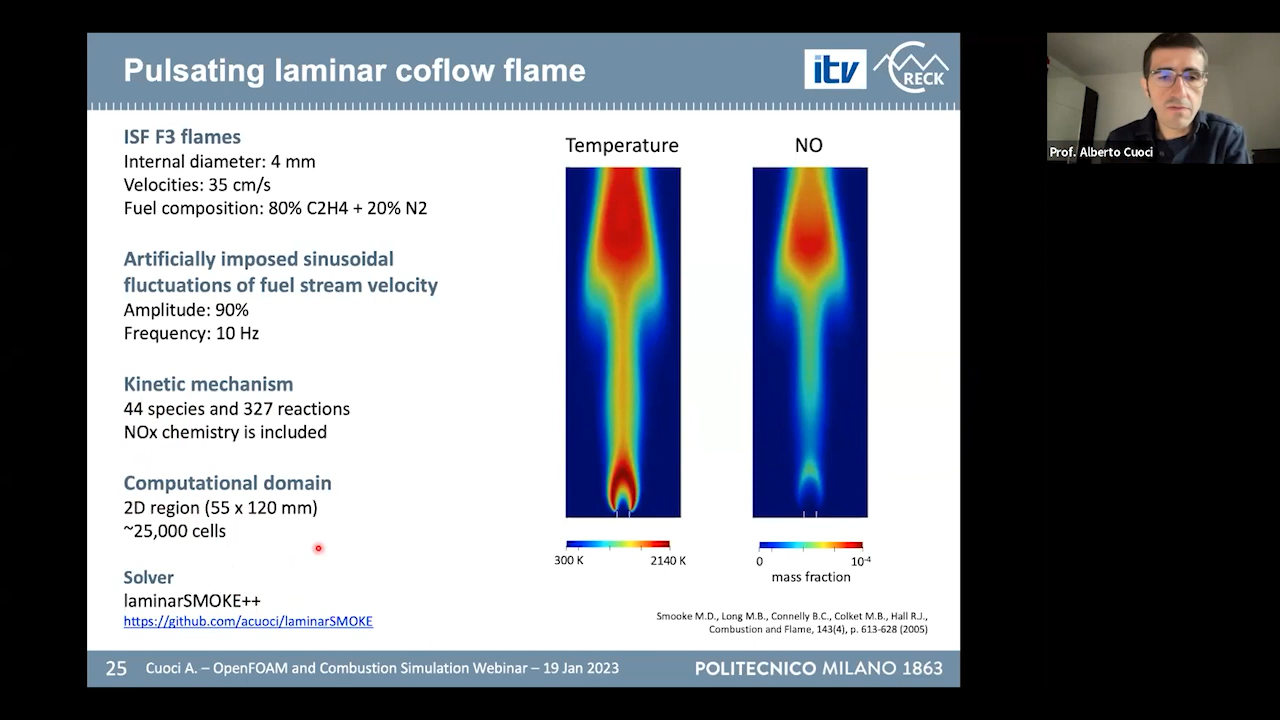 Pulsating laminar coflow flame
itv
CRECK
ISF F3 flames
Internal diameter: 4 mm
Velocities: 35 cm/s
Fuel composition: 80% C2H4 + 20% N2
Artificially imposed sinusoidal
fluctuations of fuel stream velocity
Amplitude: 90%
Frequency: 10 Hz
Kinetic mechanism
44 species and 327 reactions
NOx chemistry is included
Computational domain
2D region (55 x 120 mm)
~25,000 cells
Solver
laminarSMOKE++
https://github.com/acuoci/laminarSMOKE
Temperature
300 K 2140 K
NO
0 10⁻⁴
mass fraction
Smooke M.D., Long M.B., Connelly B.C., Colket M.B., Hall R.J.,
Combustion and Flame, 143(4), p. 613-628 (2005)
25 Cuoci A. – OpenFOAM and Combustion Simulation Webinar – 19 Jan 2023
POLITECNICO MILANO 1863
Prof. Alberto Cuoci